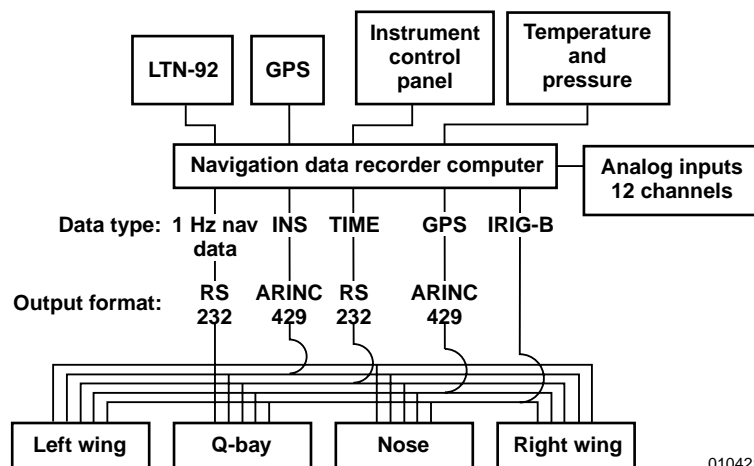 LTN-92
GPS
Instrument
control
panel
Temperature
and
pressure
Navigation data recorder computer
Analog inputs
12 channels
Data type: 1 Hz nav data INS TIME GPS IRIG-B
Output format: RS 232 ARINC 429 RS 232 ARINC 429
Left wing
Q-bay
Nose
Right wing
01042